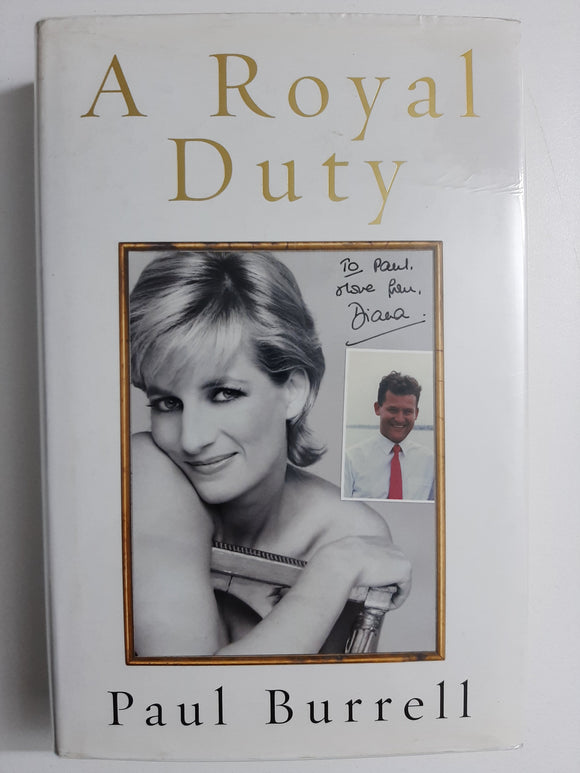 A Royal
Duty
To Paul.
love from,
Diana.
Paul Burrell